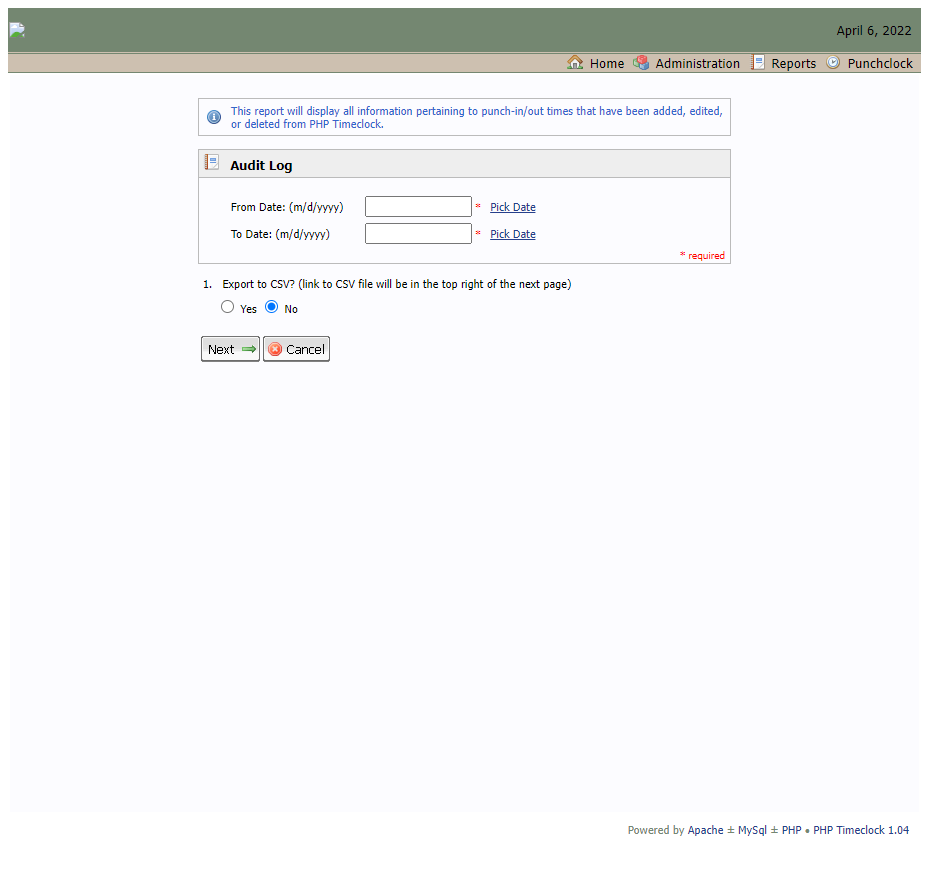 April 6, 2022
Home Administration Reports Punchclock
This report will display all information pertaining to punch-in/out times that have been added, edited,
or deleted from PHP Timeclock.
Audit Log
From Date: (m/d/yyyy) * Pick Date
To Date: (m/d/yyyy) * Pick Date
* required
1. Export to CSV? (link to CSV file will be in the top right of the next page)
Yes No
Next Cancel
Powered by Apache ± MySql ± PHP • PHP Timeclock 1.04